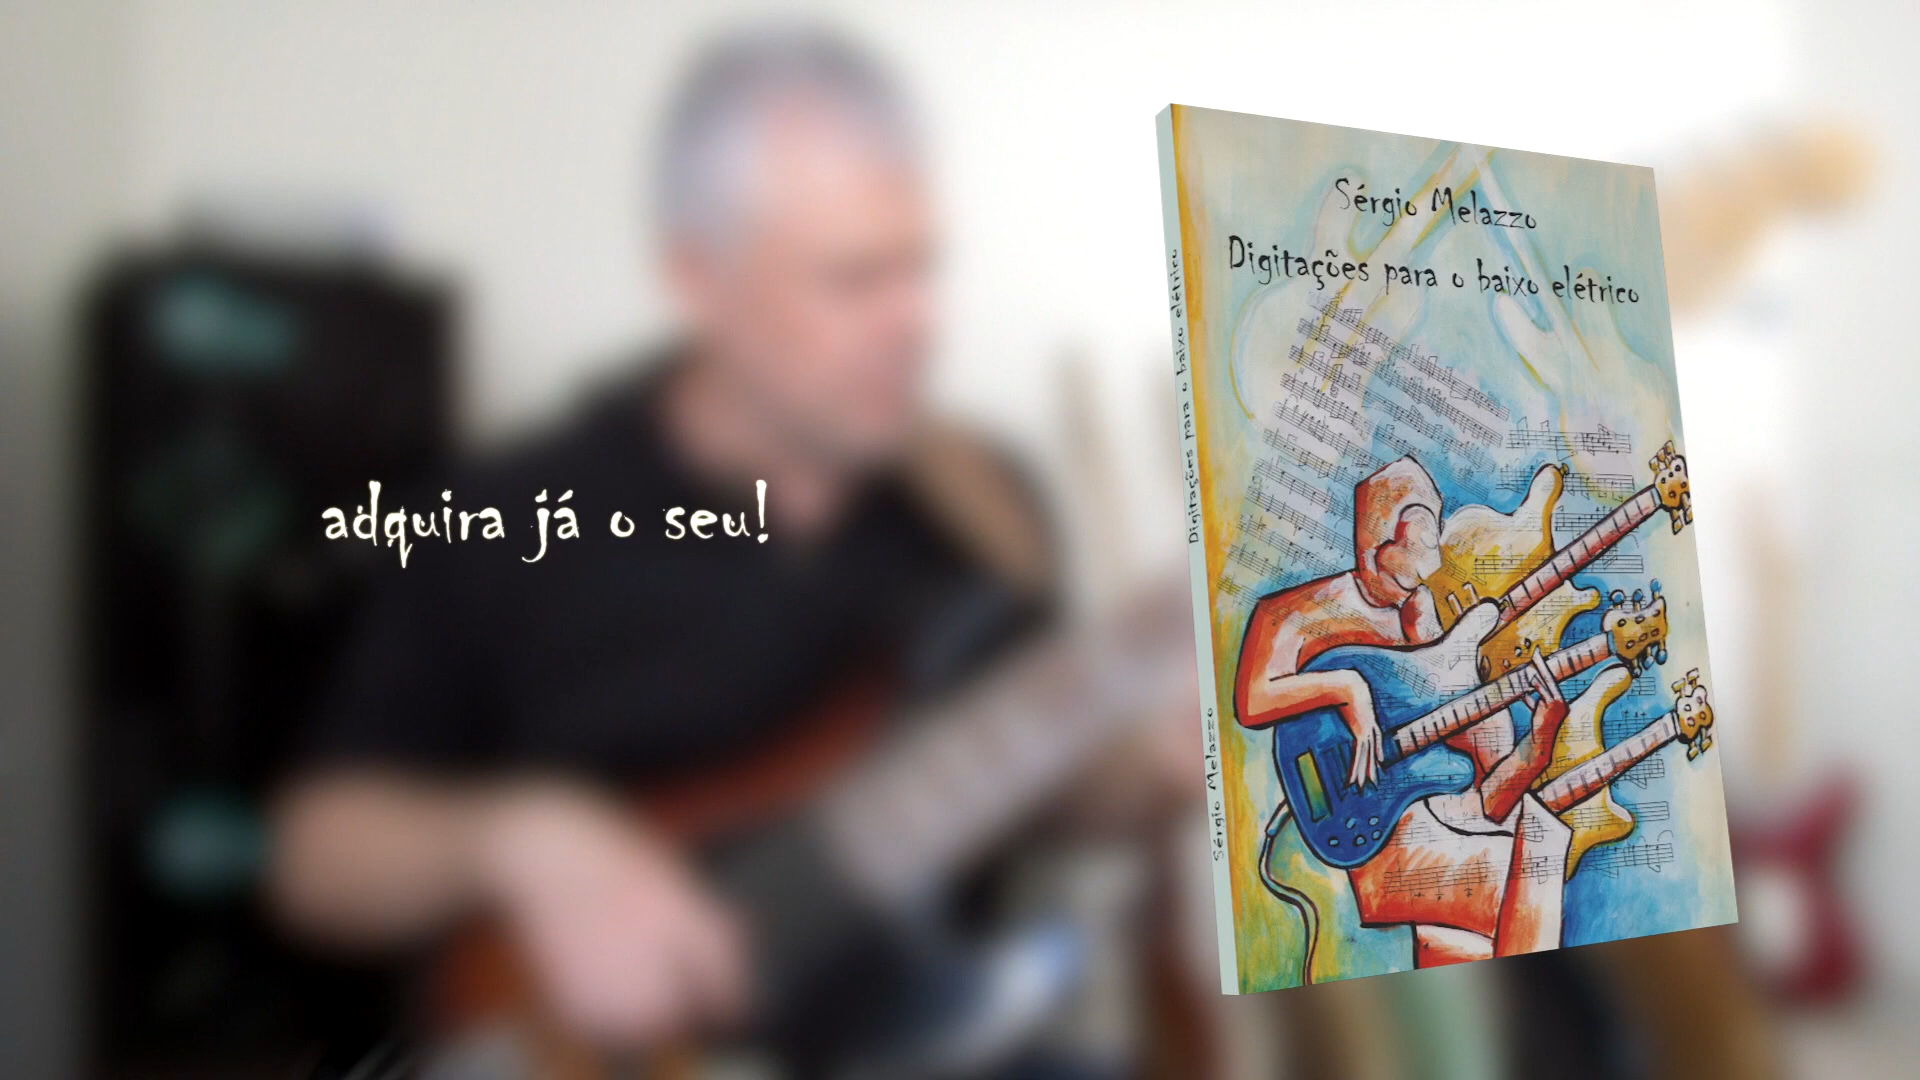 adquira já o seu!
Sérgio Melazzo
Digitações para o baixo elétrico
Digitações para o baixo elétrico
Sérgio Melazzo